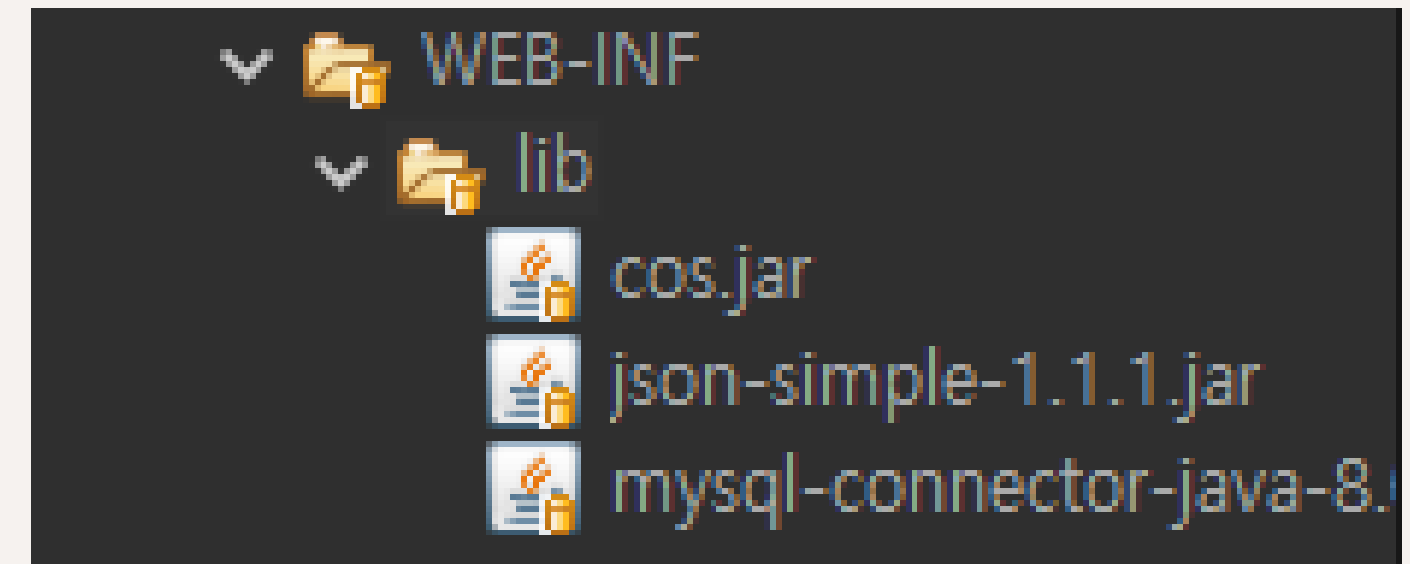 WEB-INF
lib
cos.jar
json-simple-1.1.1.jar
mysql-connector-java-8.